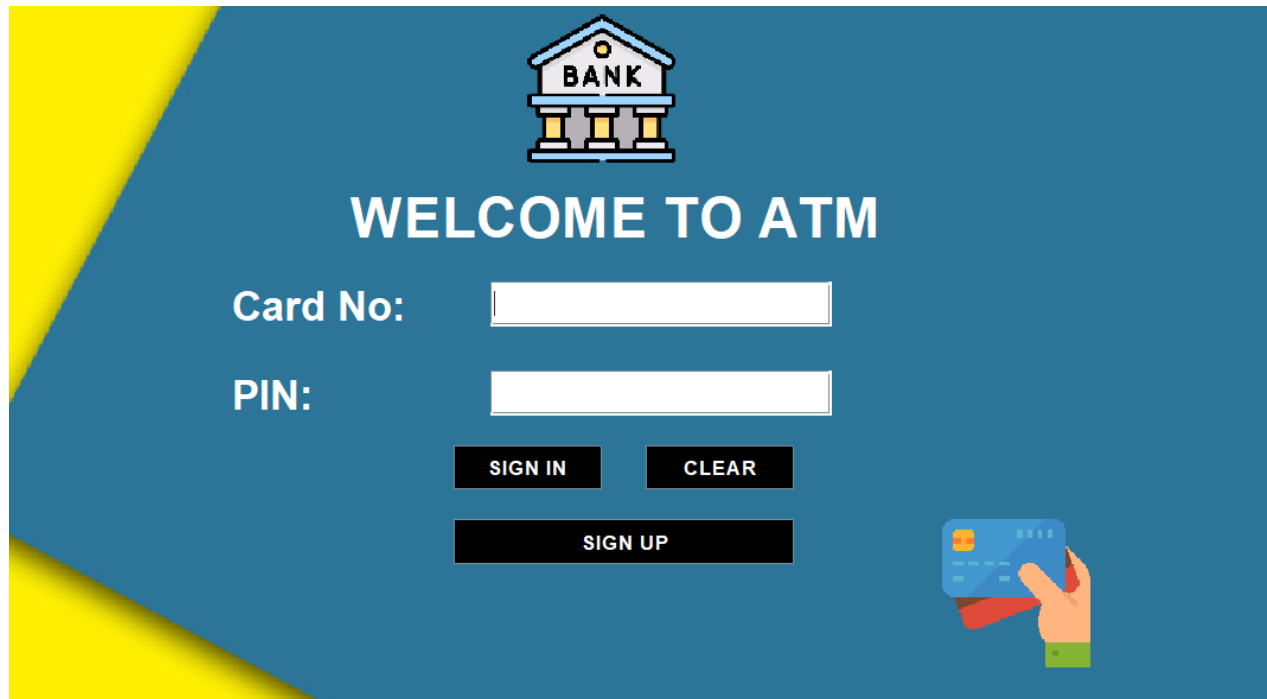 BANK
WELCOME TO ATM
Card No:
PIN:
SIGN IN CLEAR
SIGN UP